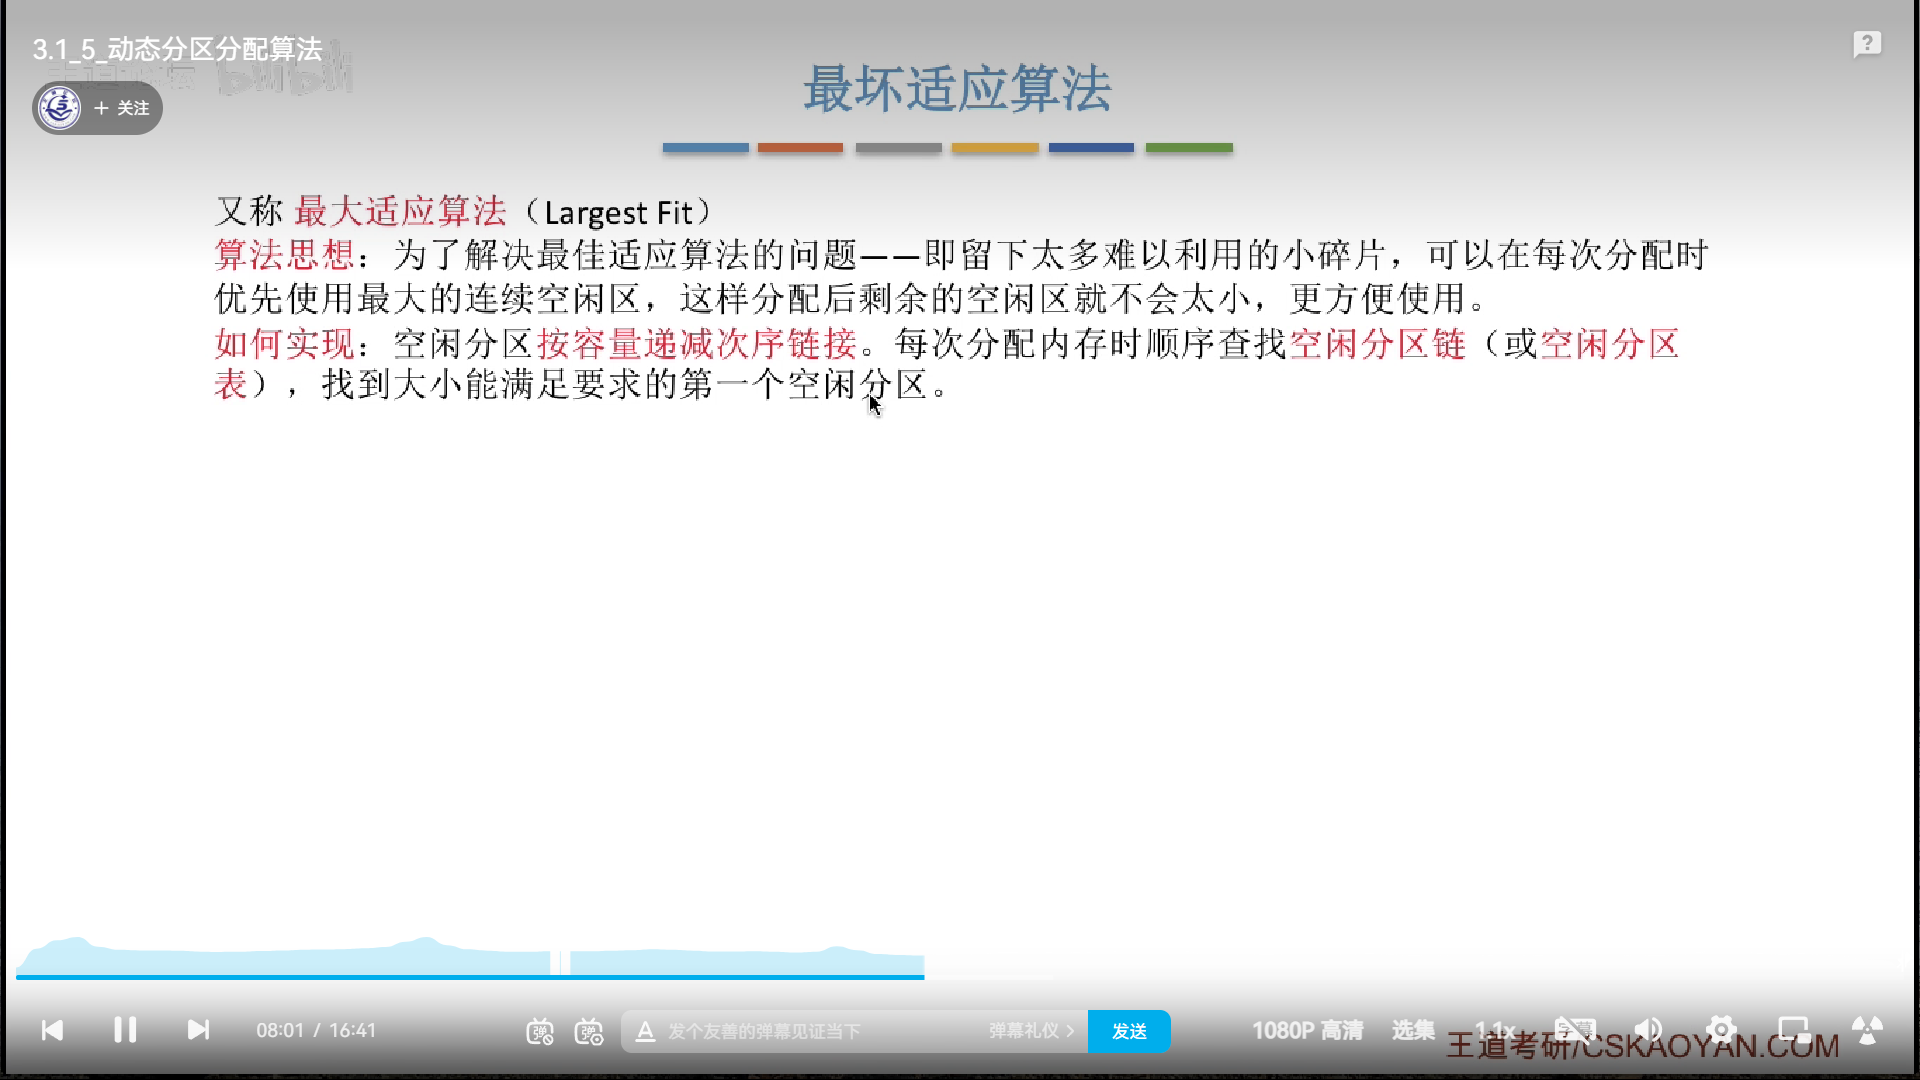 3.1_5_动态分区分配算法
+ 关注
最坏适应算法
又称 最大适应算法（Largest Fit）
算法思想：为了解决最佳适应算法的问题——即留下太多难以利用的小碎片，可以在每次分配时
优先使用最大的连续空闲区，这样分配后剩余的空闲区就不会太小，更方便使用。
如何实现：空闲分区按容量递减次序链接。每次分配内存时顺序查找空闲分区链（或空闲分区
表），找到大小能满足要求的第一个空闲分区。
08:01 / 16:41
弹
弹
A
发个友善的弹幕见证当下
弹幕礼仪 >
发送
1080P 高清
选集
1.1x
字幕
王道考研/CSKAOYAN.COM